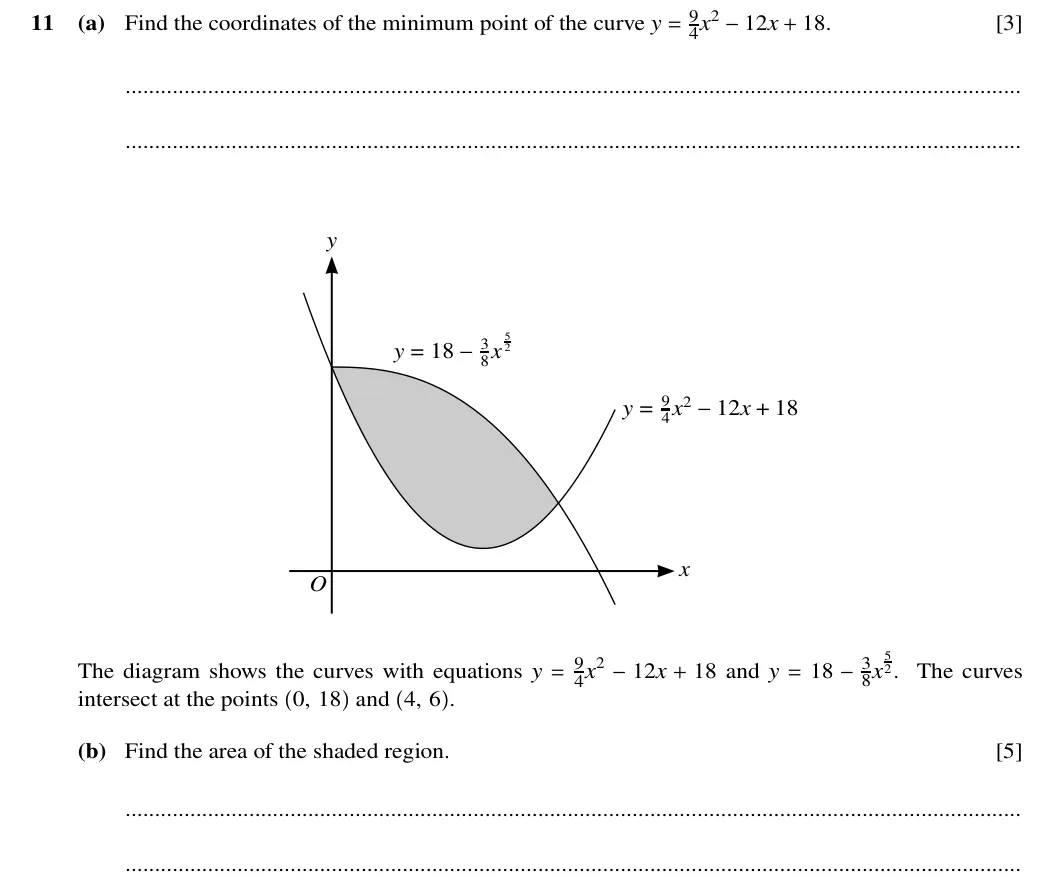 11 (a) Find the coordinates of the minimum point of the curve y = 9/4x² − 12x + 18. [3]
y
y = 18 − 3/8x^(5/2)
y = 9/4x² − 12x + 18
x
O
The diagram shows the curves with equations y = 9/4x² − 12x + 18 and y = 18 − 3/8x^(5/2). The curves
intersect at the points (0, 18) and (4, 6).
(b) Find the area of the shaded region. [5]